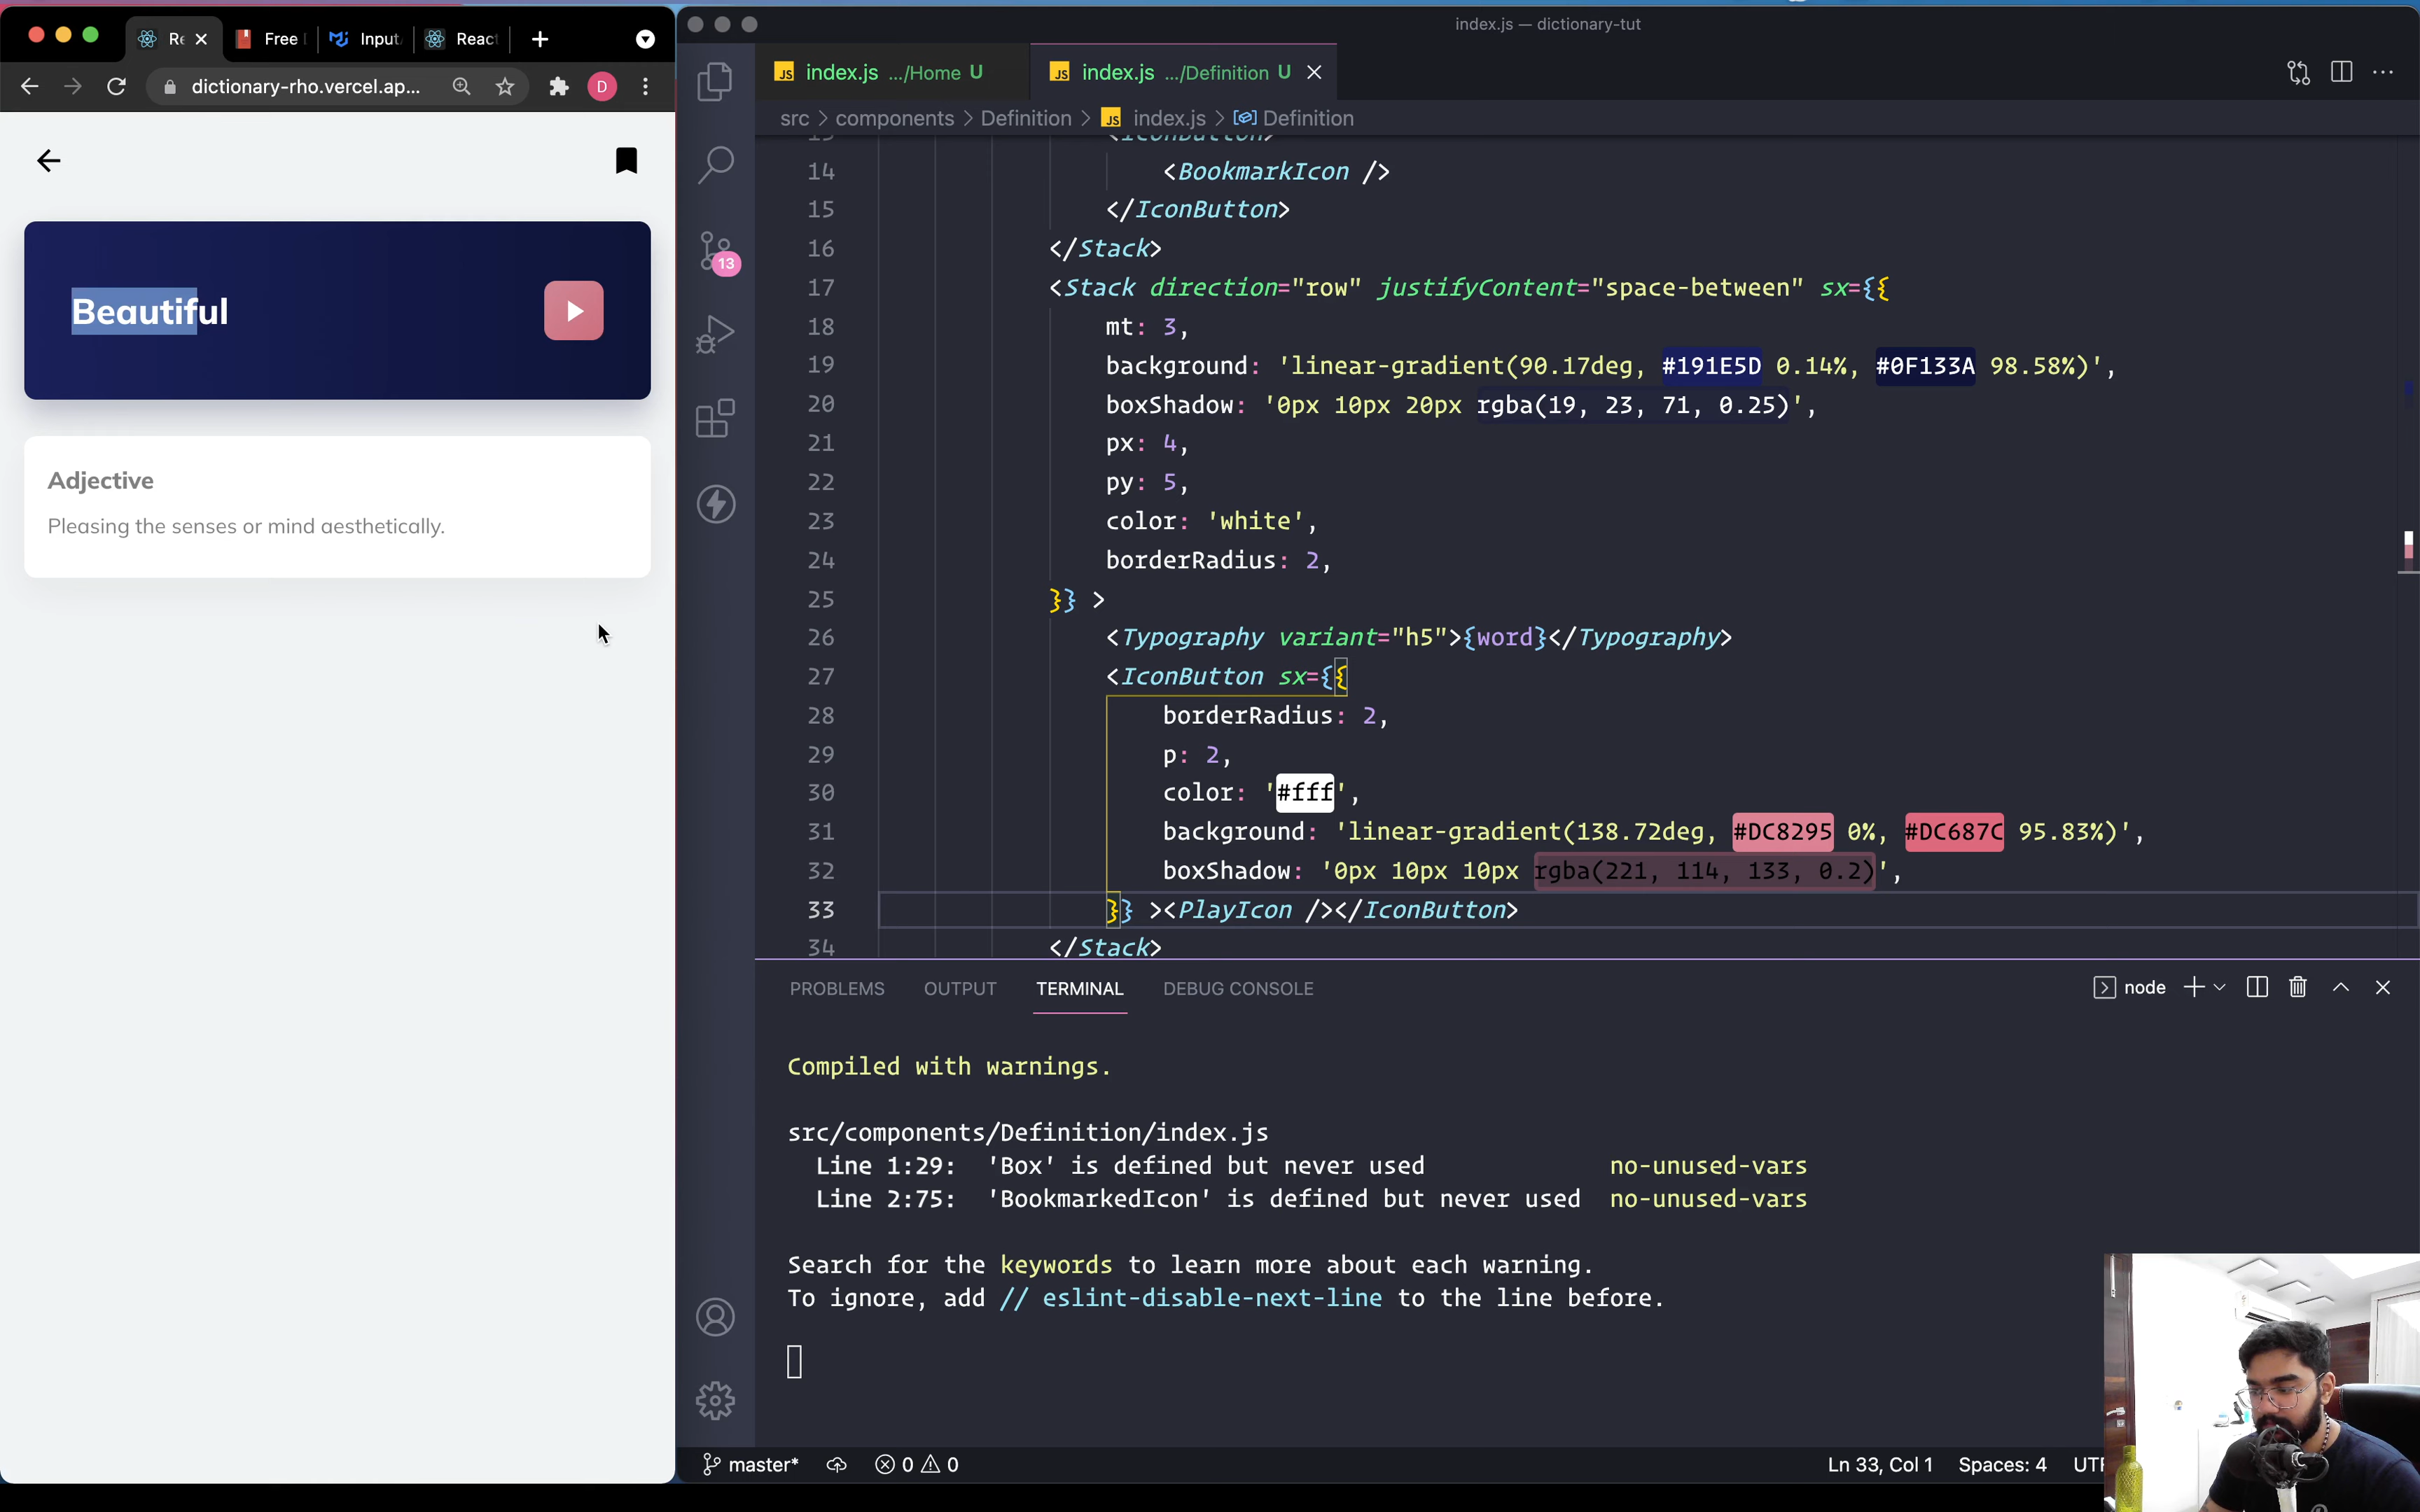 index.js — dictionary-tut
Re
Free
Input
React
dictionary-rho.vercel.ap...
D
JS index.js .../Home U
JS index.js .../Definition U
src > components > Definition > JS index.js > Definition
13
Beautiful
Adjective
Pleasing the senses or mind aesthetically.
13 <IconButton>
14 <BookmarkIcon />
15 </IconButton>
16 </Stack>
17 <Stack direction="row" justifyContent="space-between" sx={{
18 mt: 3,
19 background: 'linear-gradient(90.17deg, #191E5D 0.14%, #0F133A 98.58%)',
20 boxShadow: '0px 10px 20px rgba(19, 23, 71, 0.25)',
21 px: 4,
22 py: 5,
23 color: 'white',
24 borderRadius: 2,
25 }} >
26 <Typography variant="h5">{word}</Typography>
27 <IconButton sx={{
28 borderRadius: 2,
29 p: 2,
30 color: '#fff',
31 background: 'linear-gradient(138.72deg, #DC8295 0%, #DC687C 95.83%)',
32 boxShadow: '0px 10px 10px rgba(221, 114, 133, 0.2)',
33 }} ><PlayIcon /></IconButton>
34 </Stack>
PROBLEMS OUTPUT TERMINAL DEBUG CONSOLE
node
Compiled with warnings.
src/components/Definition/index.js
Line 1:29: 'Box' is defined but never used no-unused-vars
Line 2:75: 'BookmarkedIcon' is defined but never used no-unused-vars
Search for the keywords to learn more about each warning.
To ignore, add // eslint-disable-next-line to the line before.
master* 0 0
Ln 33, Col 1 Spaces: 4 UTF